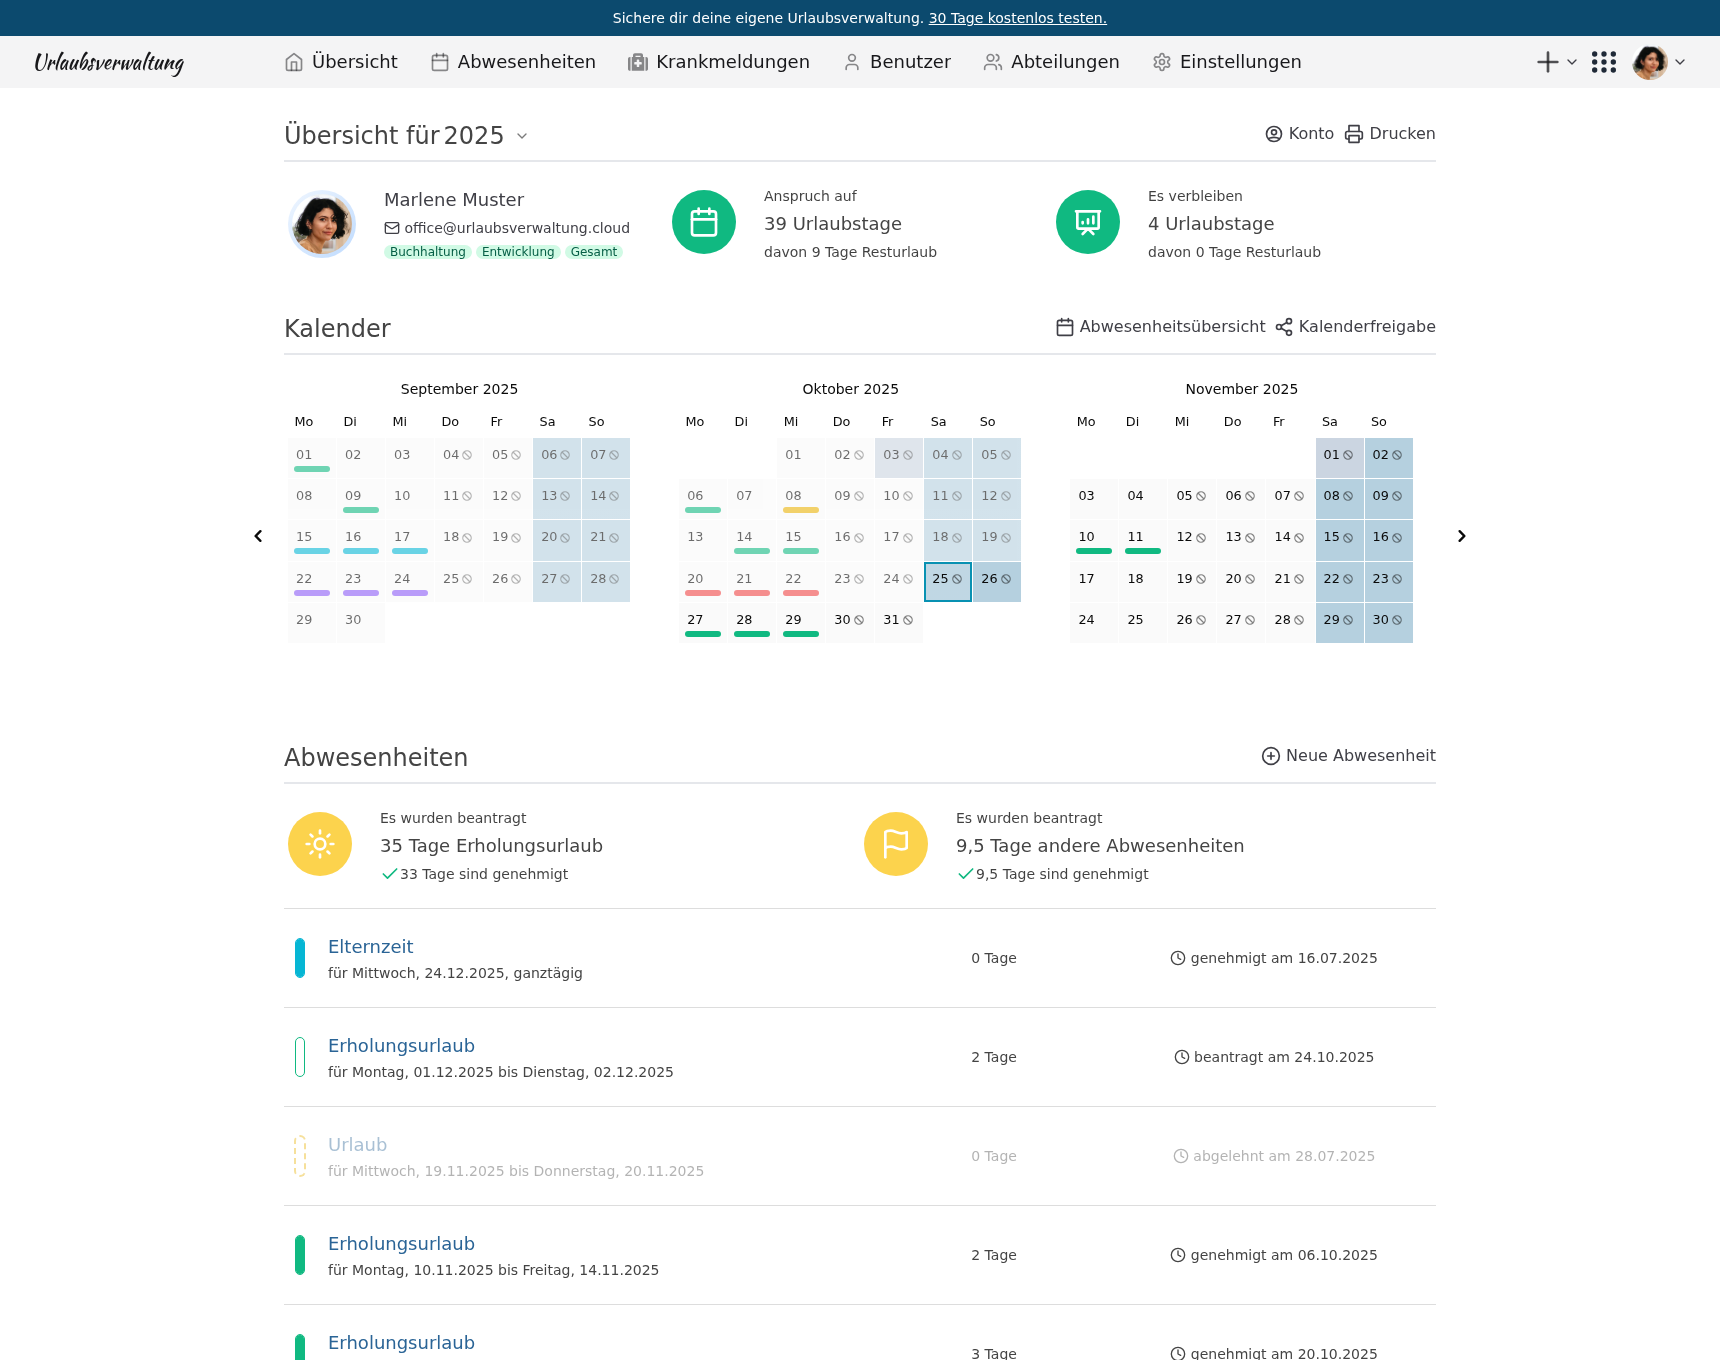 Sichere dir deine eigene Urlaubsverwaltung. 30 Tage kostenlos testen.
Urlaubsverwaltung Übersicht Abwesenheiten Krankmeldungen Benutzer Abteilungen Einstellungen
Übersicht für 2025 Konto Drucken
Marlene Muster
office@urlaubsverwaltung.cloud
Buchhaltung Entwicklung Gesamt
Anspruch auf
39 Urlaubstage
davon 9 Tage Resturlaub
Es verbleiben
4 Urlaubstage
davon 0 Tage Resturlaub
Kalender Abwesenheitsübersicht Kalenderfreigabe
September 2025
Mo Di Mi Do Fr Sa So
01 02 03 04 05 06 07
08 09 10 11 12 13 14
15 16 17 18 19 20 21
22 23 24 25 26 27 28
29 30
Oktober 2025
Mo Di Mi Do Fr Sa So
01 02 03 04 05
06 07 08 09 10 11 12
13 14 15 16 17 18 19
20 21 22 23 24 25 26
27 28 29 30 31
November 2025
Mo Di Mi Do Fr Sa So
01 02
03 04 05 06 07 08 09
10 11 12 13 14 15 16
17 18 19 20 21 22 23
24 25 26 27 28 29 30
Abwesenheiten Neue Abwesenheit
Es wurden beantragt
35 Tage Erholungsurlaub
33 Tage sind genehmigt
Es wurden beantragt
9,5 Tage andere Abwesenheiten
9,5 Tage sind genehmigt
Elternzeit
für Mittwoch, 24.12.2025, ganztägig
0 Tage
genehmigt am 16.07.2025
Erholungsurlaub
für Montag, 01.12.2025 bis Dienstag, 02.12.2025
2 Tage
beantragt am 24.10.2025
Urlaub
für Mittwoch, 19.11.2025 bis Donnerstag, 20.11.2025
0 Tage
abgelehnt am 28.07.2025
Erholungsurlaub
für Montag, 10.11.2025 bis Freitag, 14.11.2025
2 Tage
genehmigt am 06.10.2025
Erholungsurlaub
3 Tage
genehmigt am 20.10.2025